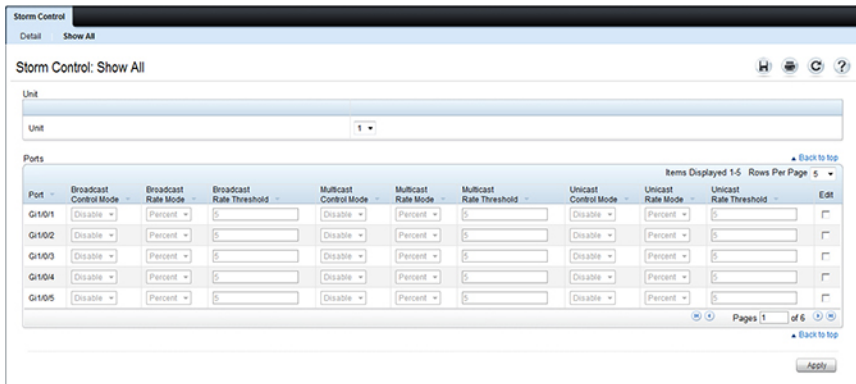 Storm Control
Detail Show All
Storm Control: Show All
Unit
Unit 1
Ports Back to top
Items Displayed 1-5 Rows Per Page 5
Port Broadcast Control Mode Broadcast Rate Mode Broadcast Rate Threshold Multicast Control Mode Multicast Rate Mode Multicast Rate Threshold Unicast Control Mode Unicast Rate Mode Unicast Rate Threshold Edit
Gi1/0/1 Disable Percent 5 Disable Percent 5 Disable Percent 5
Gi1/0/2 Disable Percent 5 Disable Percent 5 Disable Percent 5
Gi1/0/3 Disable Percent 5 Disable Percent 5 Disable Percent 5
Gi1/0/4 Disable Percent 5 Disable Percent 5 Disable Percent 5
Gi1/0/5 Disable Percent 5 Disable Percent 5 Disable Percent 5
Pages 1 of 6
Back to top
Apply